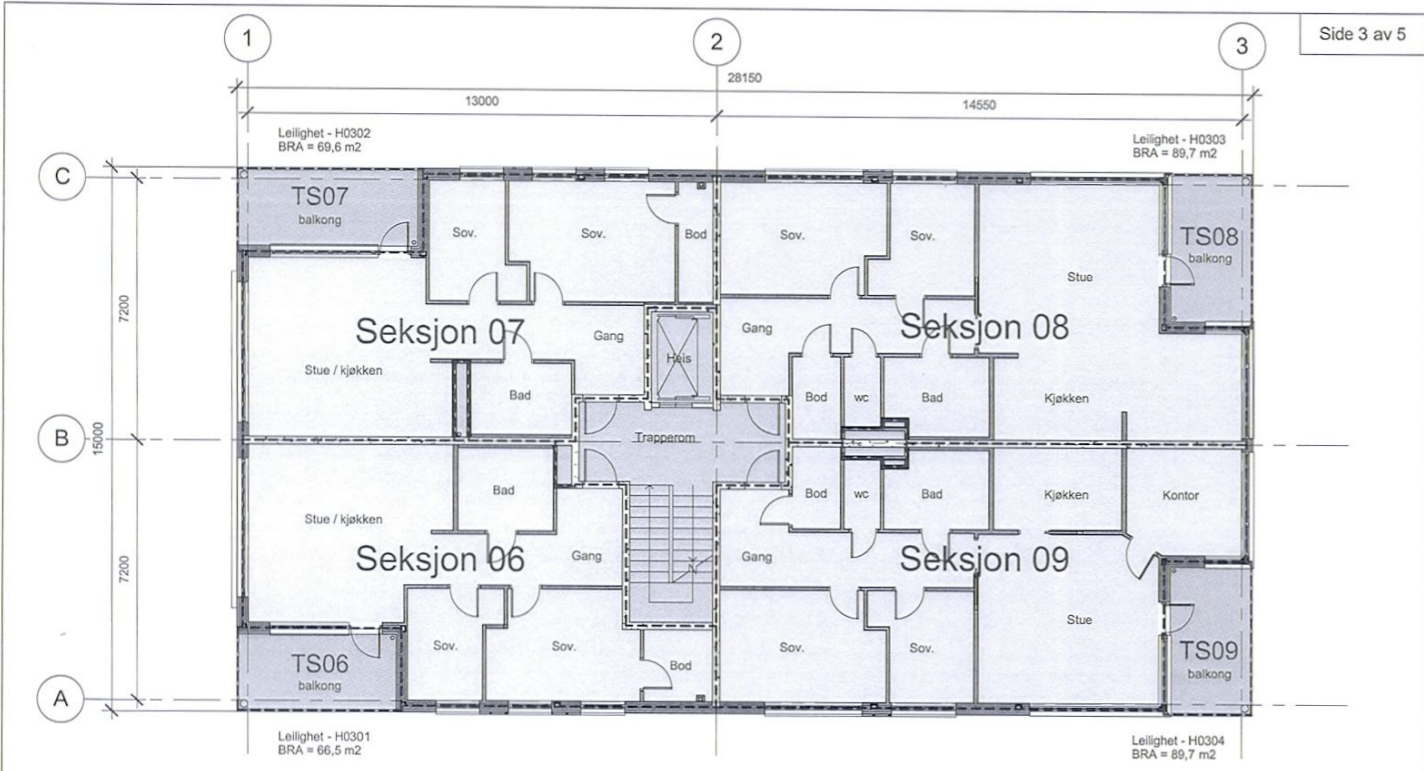 Side 3 av 5
1
2
3
28150
13000
14550
Leilighet - H0302
BRA = 69,6 m2
Leilighet - H0303
BRA = 89,7 m2
C
TS07
balkong
Sov.
Sov.
Bod
Sov.
Sov.
Stue
TS08
balkong
7200
Seksjon 07
Gang
Heis
Gang
Seksjon 08
Stue / kjøkken
Bad
Bod
wc
Bad
Kjøkken
B
15000
Trapperom
Stue / kjøkken
Bad
Bod
wc
Bad
Kjøkken
Kontor
7200
Seksjon 06
Gang
Gang
Seksjon 09
TS06
balkong
Sov.
Sov.
Bod
Sov.
Sov.
Stue
TS09
balkong
A
Leilighet - H0301
BRA = 66,5 m2
Leilighet - H0304
BRA = 89,7 m2